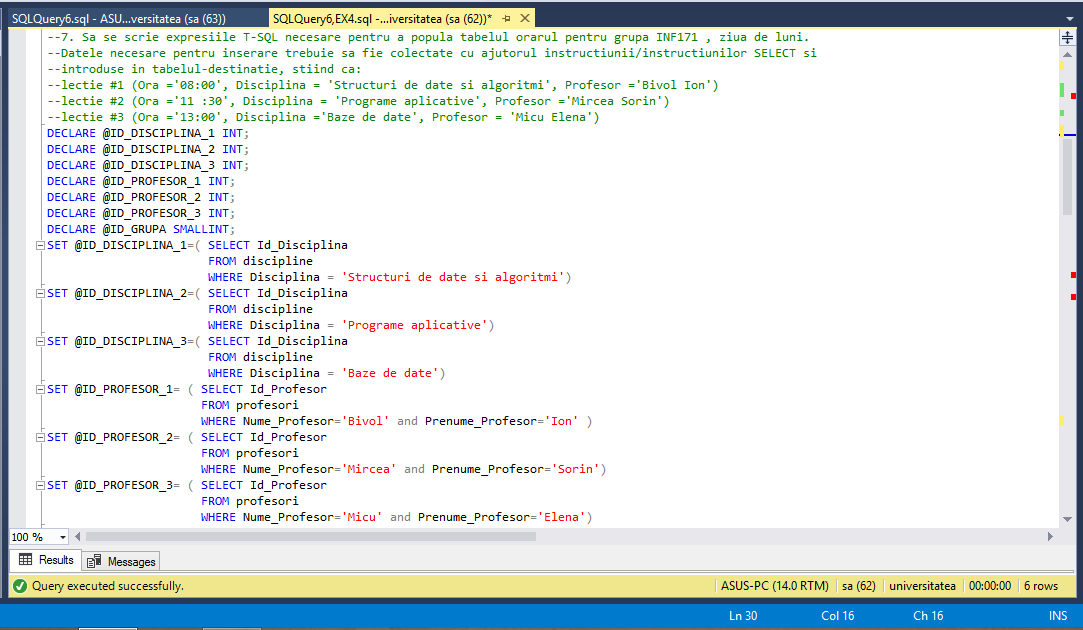 SQLQuery6.sql - ASU...versitatea (sa (63))
SQLQuery6,EX4.sql -...iversitatea (sa (62))*
--7. Sa se scrie expresiile T-SQL necesare pentru a popula tabelul orarul pentru grupa INF171 , ziua de luni.
--Datele necesare pentru inserare trebuie sa fie colectate cu ajutorul instructiunii/instructiunilor SELECT si
--introduse in tabelul-destinatie, stiind ca:
--lectie #1 (Ora ='08:00', Disciplina = 'Structuri de date si algoritmi', Profesor ='Bivol Ion')
--lectie #2 (Ora ='11 :30', Disciplina = 'Programe aplicative', Profesor ='Mircea Sorin')
--lectie #3 (Ora ='13:00', Disciplina ='Baze de date', Profesor = 'Micu Elena')
DECLARE @ID_DISCIPLINA_1 INT;
DECLARE @ID_DISCIPLINA_2 INT;
DECLARE @ID_DISCIPLINA_3 INT;
DECLARE @ID_PROFESOR_1 INT;
DECLARE @ID_PROFESOR_2 INT;
DECLARE @ID_PROFESOR_3 INT;
DECLARE @ID_GRUPA SMALLINT;
SET @ID_DISCIPLINA_1=( SELECT Id_Disciplina
FROM discipline
WHERE Disciplina = 'Structuri de date si algoritmi')
SET @ID_DISCIPLINA_2=( SELECT Id_Disciplina
FROM discipline
WHERE Disciplina = 'Programe aplicative')
SET @ID_DISCIPLINA_3=( SELECT Id_Disciplina
FROM discipline
WHERE Disciplina = 'Baze de date')
SET @ID_PROFESOR_1= ( SELECT Id_Profesor
FROM profesori
WHERE Nume_Profesor='Bivol' and Prenume_Profesor='Ion' )
SET @ID_PROFESOR_2= ( SELECT Id_Profesor
FROM profesori
WHERE Nume_Profesor='Mircea' and Prenume_Profesor='Sorin')
SET @ID_PROFESOR_3= ( SELECT Id_Profesor
FROM profesori
WHERE Nume_Profesor='Micu' and Prenume_Profesor='Elena')
100 %
Results Messages
Query executed successfully. ASUS-PC (14.0 RTM) sa (62) universitatea 00:00:00 6 rows
Ln 30 Col 16 Ch 16 INS